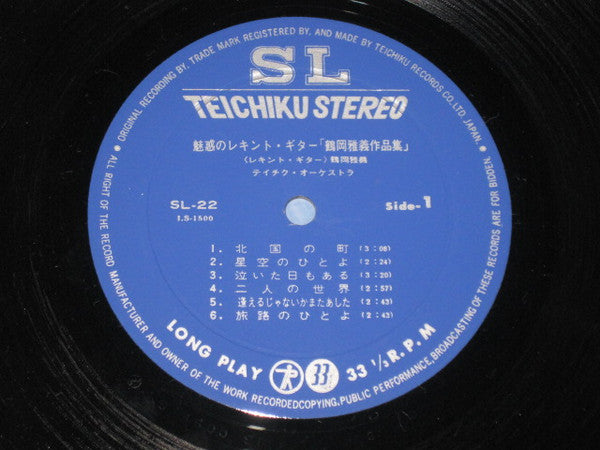 • ORIGINAL RECORDING BY. TRADE MARK REGISTERED BY. AND MADE BY TEICHIKU RECORDS CO., LTD. JAPAN •
SL
TEICHIKU STEREO
魅惑のレキント・ギター「鶴岡雅義作品集」
〈レキント・ギター〉鶴岡雅義
テイチク・オーケストラ
SL-22
LS-1500
Side-1
1. 北国の町 (3:08)
2. 星空のひとよ (2:24)
3. 泣いた日もある (3:20)
4. 二人の世界 (2:57)
5. 逢えるじゃないかまたあした (2:43)
6. 旅路のひとよ (2:43)
LONG PLAY 33 33 1/3 R.P.M
ALL RIGHT OF THE RECORD MANUFACTURER AND OWNER OF THE WORK RECORDEDCOPYING, PUBLIC PERFORMANCE, BROADCASTING OF THESE RECORDS ARE FOR BIDDEN.